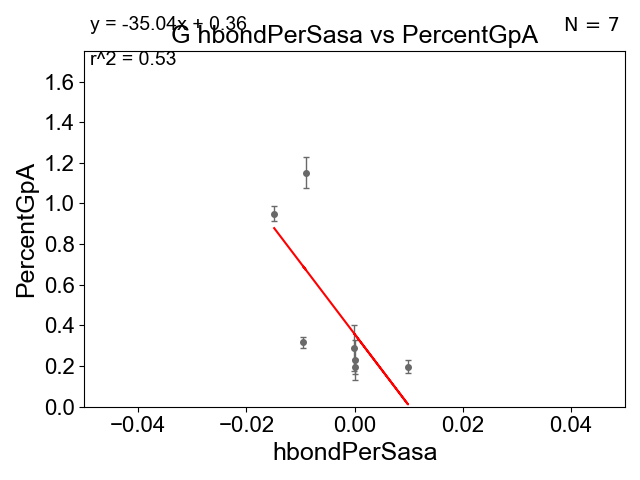 y = -35.04x + 0.36
G hbondPerSasa vs PercentGpA
N = 7
r^2 = 0.53
1.6
1.4
1.2
1.0
0.8
0.6
0.4
0.2
0.0
PercentGpA
−0.04
−0.02
0.00
0.02
0.04
hbondPerSasa